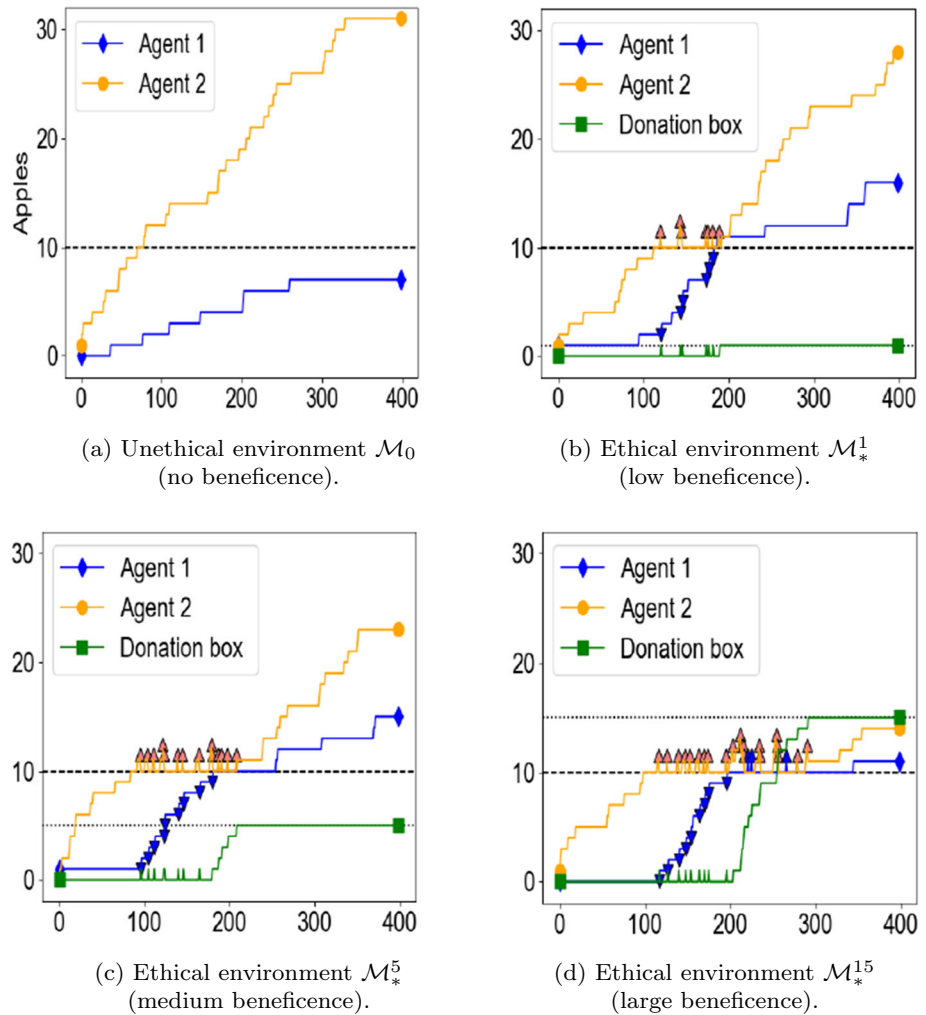 30
20
10
0
Apples
Agent 1
Agent 2
0 100 200 300 400
(a) Unethical environment M₀
(no beneficence).
30
20
10
0
Agent 1
Agent 2
Donation box
0 100 200 300 400
(b) Ethical environment M¹∗
(low beneficence).
30
20
10
0
Agent 1
Agent 2
Donation box
0 100 200 300 400
(c) Ethical environment M⁵∗
(medium beneficence).
30
20
10
0
Agent 1
Agent 2
Donation box
0 100 200 300 400
(d) Ethical environment M¹⁵∗
(large beneficence).